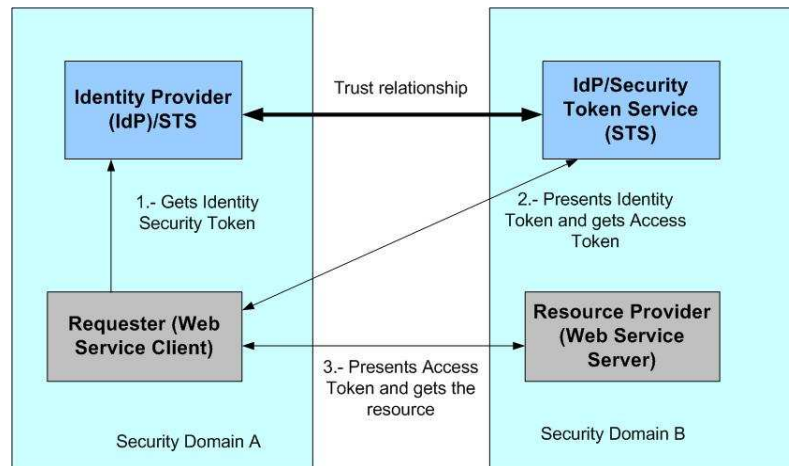 Identity Provider
(IdP)/STS
Trust relationship
IdP/Security
Token Service
(STS)
1.- Gets Identity
Security Token
2.- Presents Identity
Token and gets Access
Token
Requester (Web
Service Client)
Resource Provider
(Web Service
Server)
3.- Presents Access
Token and gets the
resource
Security Domain A
Security Domain B